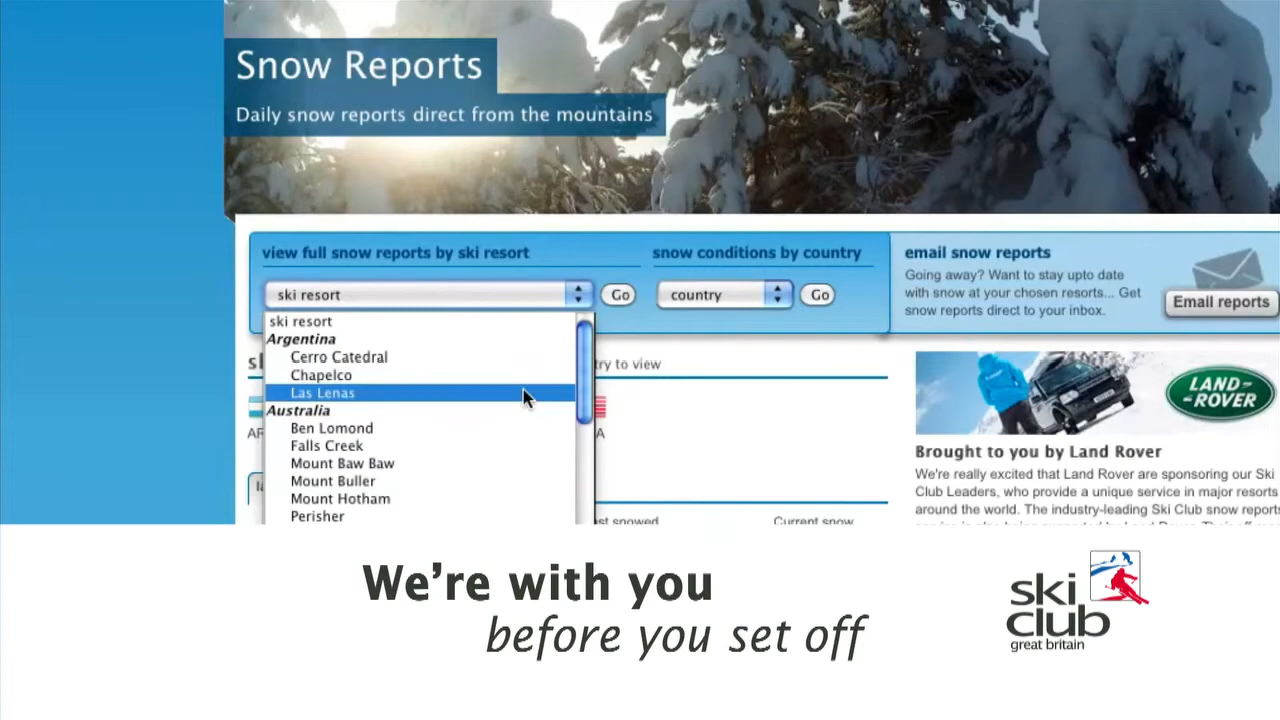 Snow Reports
Daily snow reports direct from the mountains
view full snow reports by ski resort
snow conditions by country
email snow reports
Going away? Want to stay upto date
with snow at your chosen resorts... Get
snow reports direct to your inbox.
Email reports
ski resort
Go
country
Go
ski resort
Argentina
Cerro Catedral
Chapelco
Las Lenas
Australia
Ben Lomond
Falls Creek
Mount Baw Baw
Mount Buller
Mount Hotham
Perisher
to view
LAND-
-ROVER
Brought to you by Land Rover
We're really excited that Land Rover are sponsoring our Ski
Club Leaders, who provide a unique service in major resorts
around the world. The industry-leading Ski Club snow reports
snowed
Current snow
We're with you
before you set off
ski
club
great britain